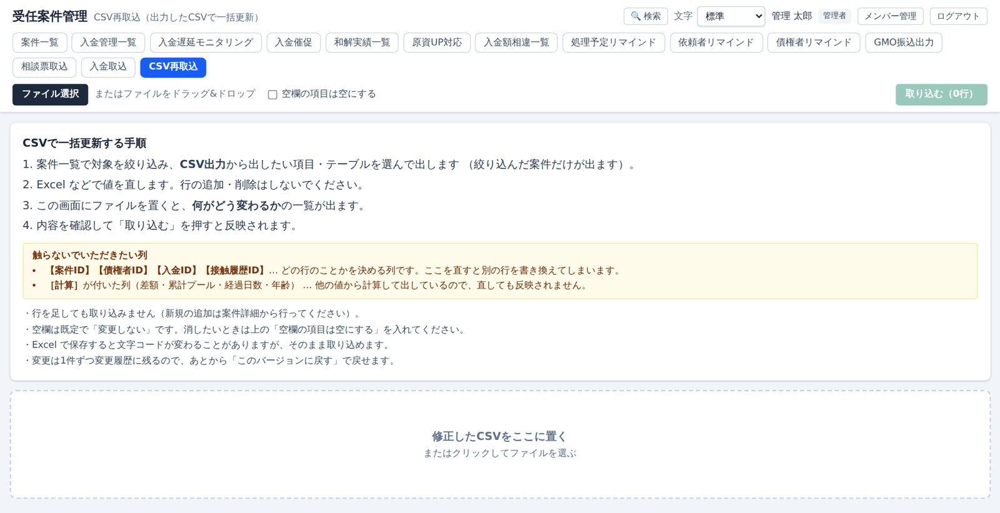 受任案件管理 CSV再取込（出力したCSVで一括更新）
🔍 検索 文字 標準 管理 太郎 管理者 メンバー管理 ログアウト
案件一覧 入金管理一覧 入金遅延モニタリング 入金催促 和解実績一覧 原資UP対応 入金額相違一覧 処理予定リマインド 依頼者リマインド 債権者リマインド GMO振込出力
相談票取込 入金取込 CSV再取込
ファイル選択 またはファイルをドラッグ&ドロップ 空欄の項目は空にする 取り込む（0行）
CSVで一括更新する手順
1. 案件一覧で対象を絞り込み、CSV出力から出したい項目・テーブルを選んで出します （絞り込んだ案件だけが出ます）。
2. Excel などで値を直します。行の追加・削除はしないでください。
3. この画面にファイルを置くと、何がどう変わるかの一覧が出ます。
4. 内容を確認して「取り込む」を押すと反映されます。
触らないでいただきたい列
• 【案件ID】【債権者ID】【入金ID】【接触履歴ID】… どの行のことかを決める列です。ここを直すと別の行を書き換えてしまいます。
• ［計算］が付いた列（差額・累計プール・経過日数・年齢） … 他の値から計算して出しているので、直しても反映されません。
・行を足しても取り込みません（新規の追加は案件詳細から行ってください）。
・空欄は既定で「変更しない」です。消したいときは上の「空欄の項目は空にする」を入れてください。
・Excel で保存すると文字コードが変わることがありますが、そのまま取り込めます。
・変更は1件ずつ変更履歴に残るので、あとから「このバージョンに戻す」で戻せます。
修正したCSVをここに置く
またはクリックしてファイルを選ぶ